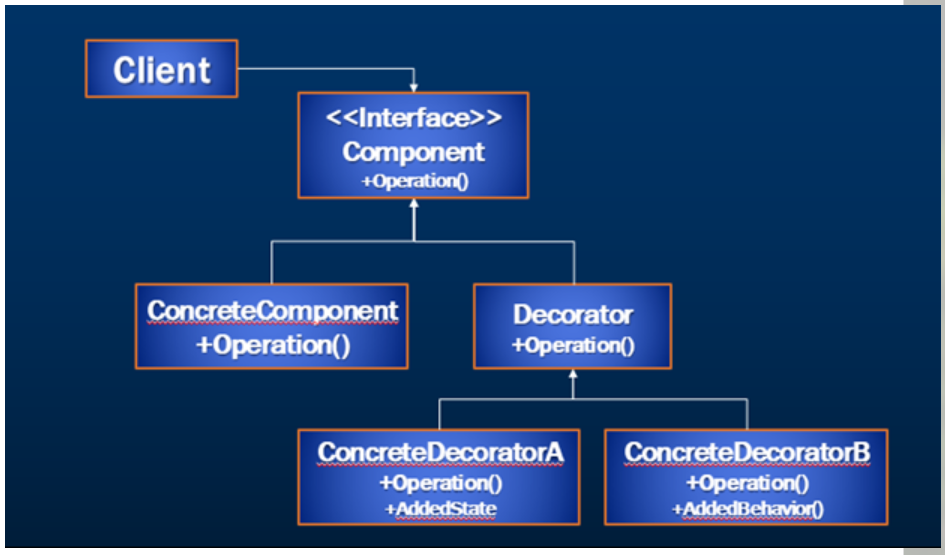 Client
<<Interface>>
Component
+Operation()
ConcreteComponent
+Operation()
Decorator
+Operation()
ConcreteDecoratorA
+Operation()
+AddedState
ConcreteDecoratorB
+Operation()
+AddedBehavior()